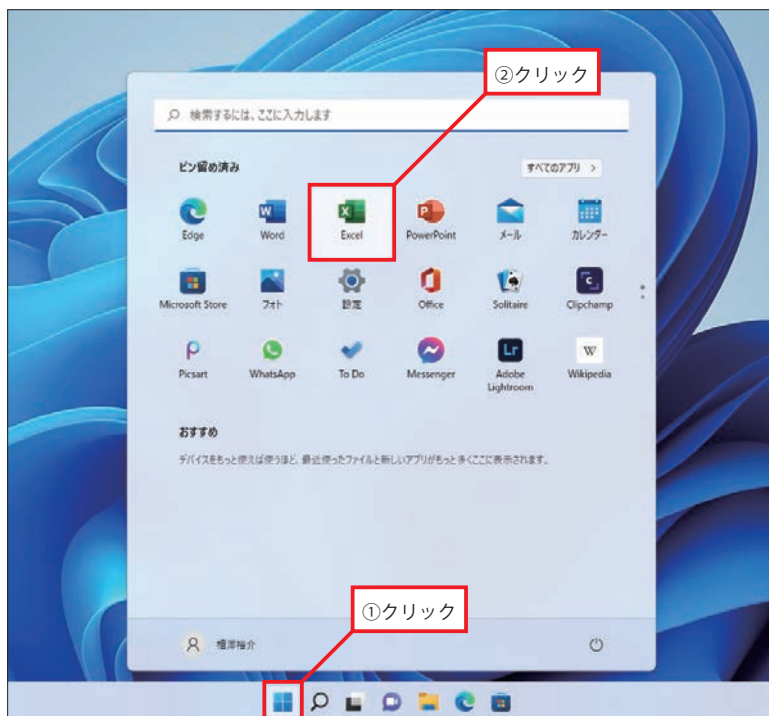 ②クリック
検索するには、ここに入力します
ピン留め済み
すべてのアプリ >
Edge Word Excel PowerPoint メール カレンダー
Microsoft Store フォト 設定 Office Solitaire Clipchamp
Picsart WhatsApp To Do Messenger Adobe Lightroom Wikipedia
おすすめ
デバイスをもっと使えば使うほど、最近使ったファイルと新しいアプリがもっと多くここに表示されます。
①クリック
相澤裕介